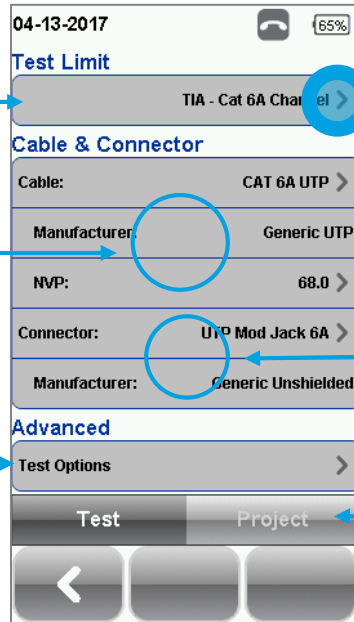 04-13-2017 65%
Test Limit
TIA - Cat 6A Channel
Cable & Connector
Cable: CAT 6A UTP
Manufacturer: Generic UTP
NVP: 68.0
Connector: UTP Mod Jack 6A
Manufacturer: Generic Unshielded
Advanced
Test Options
Test Project